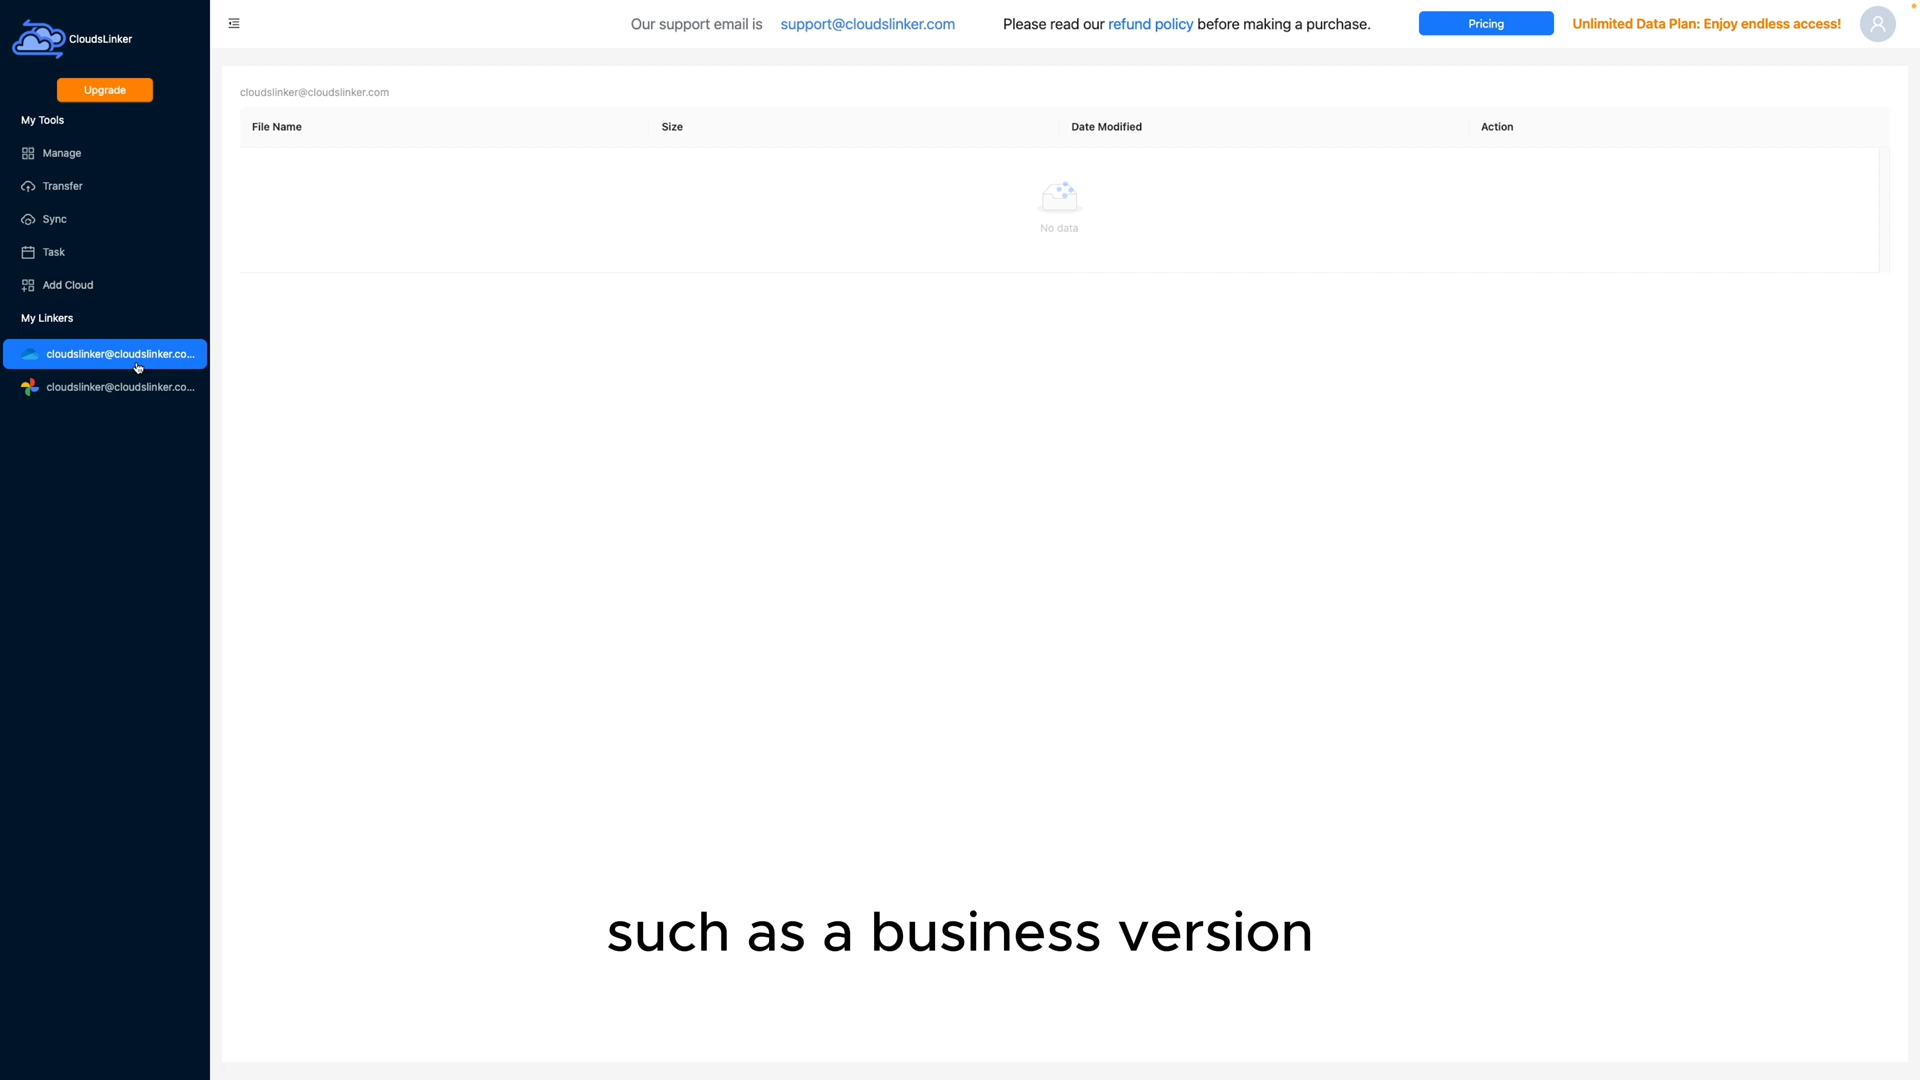 CloudsLinker
Our support email is support@cloudslinker.com Please read our refund policy before making a purchase. Pricing Unlimited Data Plan: Enjoy endless access!
Upgrade
My Tools
Manage
Transfer
Sync
Task
Add Cloud
My Linkers
cloudslinker@cloudslinker.co...
cloudslinker@cloudslinker.co...
cloudslinker@cloudslinker.com
File Name Size Date Modified Action
No data
such as a business version